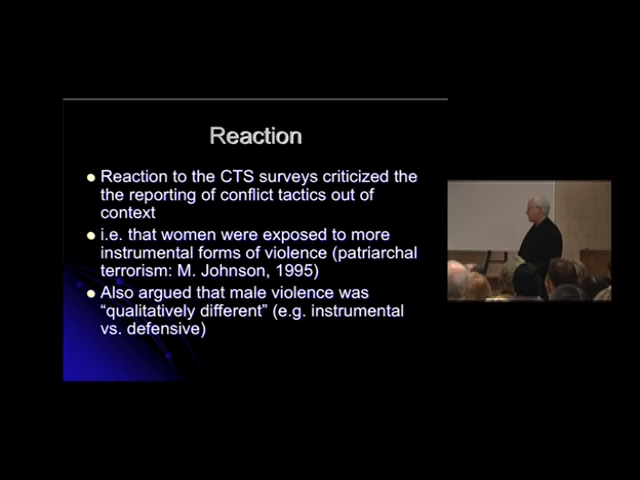 Reaction
Reaction to the CTS surveys criticized the
the reporting of conflict tactics out of
context
i.e. that women were exposed to more
instrumental forms of violence (patriarchal
terrorism: M. Johnson, 1995)
Also argued that male violence was
“qualitatively different” (e.g. instrumental
vs. defensive)